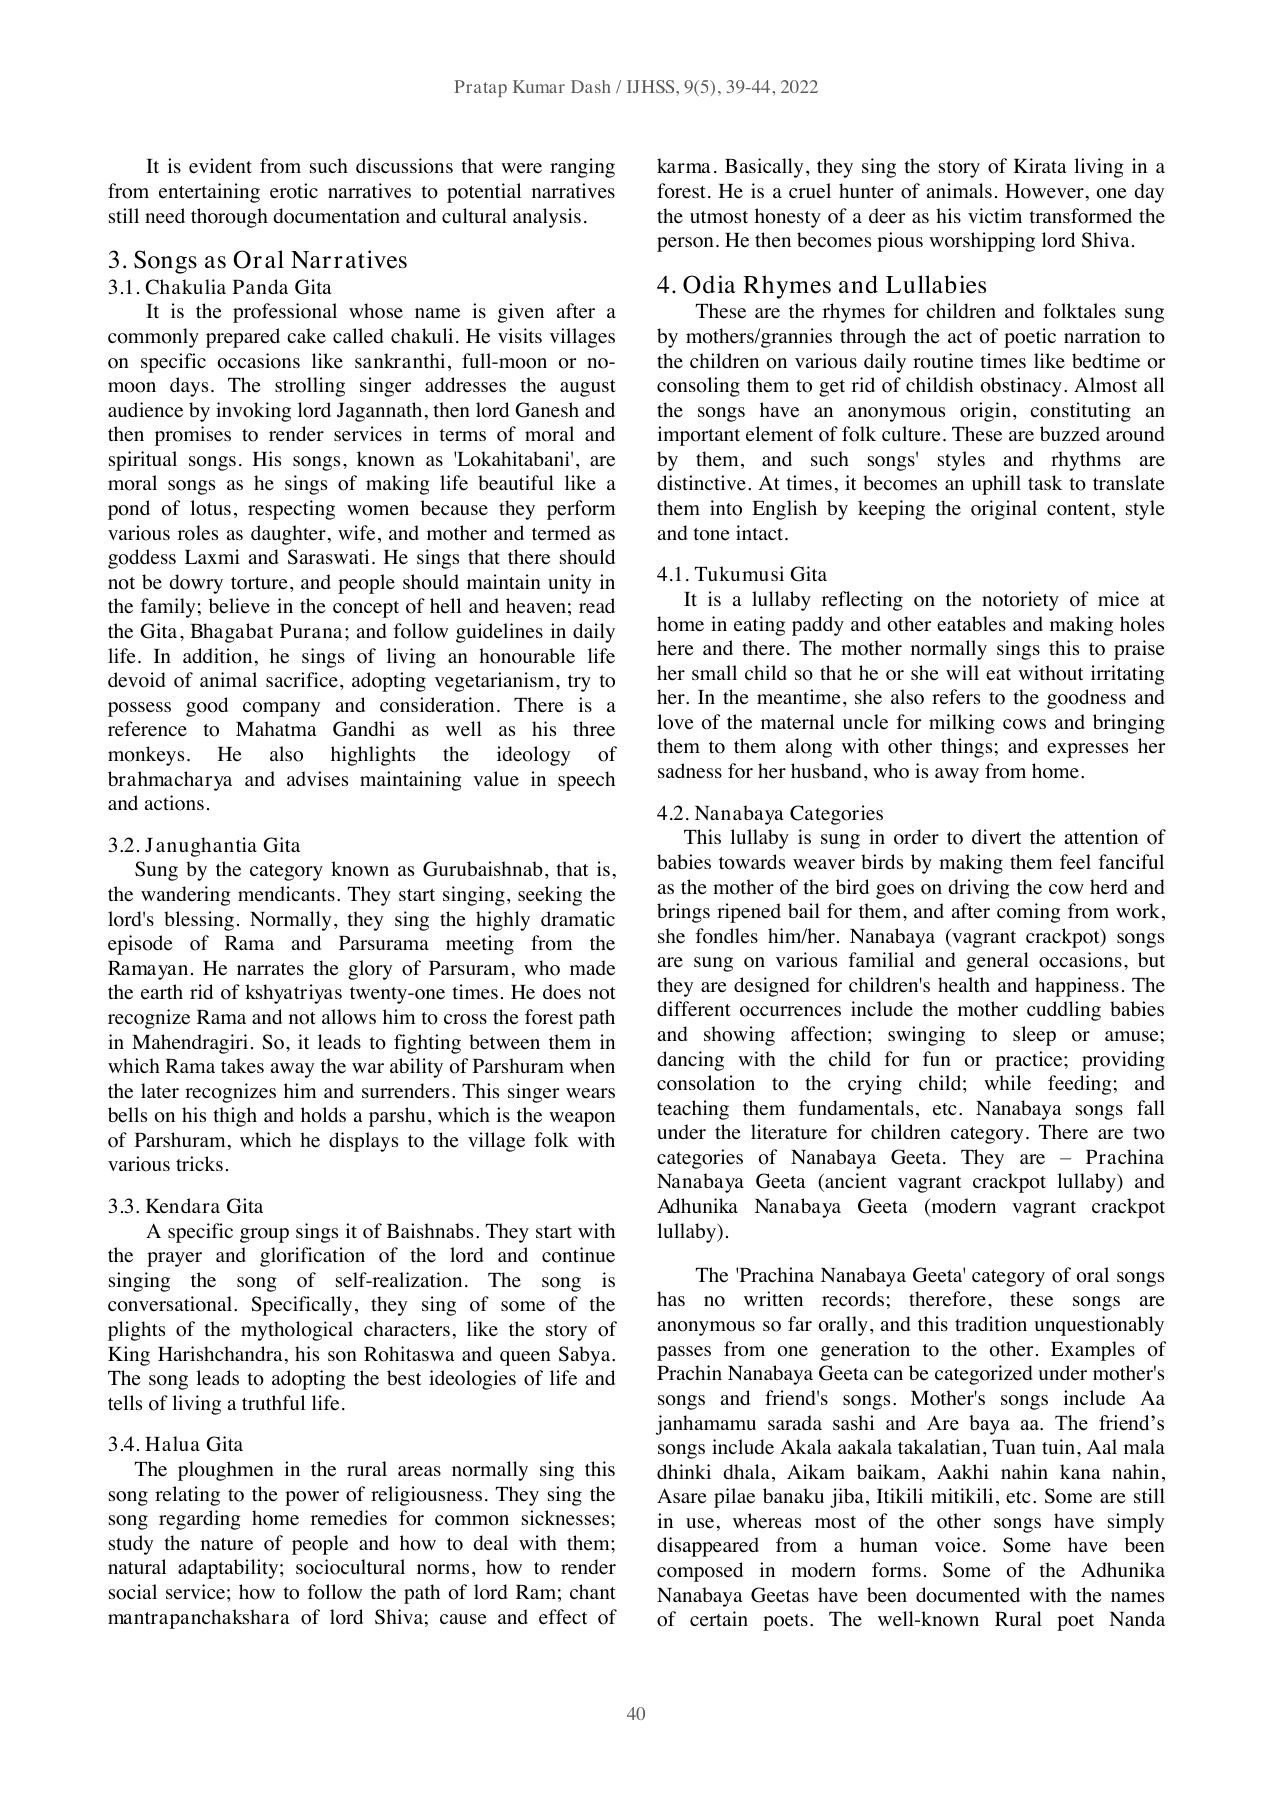 Pratap Kumar Dash / IJHSS, 9(5), 39-44, 2022
It is evident from such discussions that were ranging
from entertaining erotic narratives to potential narratives
still need thorough documentation and cultural analysis.
3. Songs as Oral Narratives
3.1. Chakulia Panda Gita
It is the professional whose name is given after a
commonly prepared cake called chakuli. He visits villages
on specific occasions like sankranthi, full-moon or no-
moon days. The strolling singer addresses the august
audience by invoking lord Jagannath, then lord Ganesh and
then promises to render services in terms of moral and
spiritual songs. His songs, known as 'Lokahitabani', are
moral songs as he sings of making life beautiful like a
pond of lotus, respecting women because they perform
various roles as daughter, wife, and mother and termed as
goddess Laxmi and Saraswati. He sings that there should
not be dowry torture, and people should maintain unity in
the family; believe in the concept of hell and heaven; read
the Gita, Bhagabat Purana; and follow guidelines in daily
life. In addition, he sings of living an honourable life
devoid of animal sacrifice, adopting vegetarianism, try to
possess good company and consideration. There is a
reference to Mahatma Gandhi as well as his three
monkeys. He also highlights the ideology of
brahmacharya and advises maintaining value in speech
and actions.
3.2. Janughantia Gita
Sung by the category known as Gurubaishnab, that is,
the wandering mendicants. They start singing, seeking the
lord's blessing. Normally, they sing the highly dramatic
episode of Rama and Parsurama meeting from the
Ramayan. He narrates the glory of Parsuram, who made
the earth rid of kshyatriyas twenty-one times. He does not
recognize Rama and not allows him to cross the forest path
in Mahendragiri. So, it leads to fighting between them in
which Rama takes away the war ability of Parshuram when
the later recognizes him and surrenders. This singer wears
bells on his thigh and holds a parshu, which is the weapon
of Parshuram, which he displays to the village folk with
various tricks.
3.3. Kendara Gita
A specific group sings it of Baishnabs. They start with
the prayer and glorification of the lord and continue
singing the song of self-realization. The song is
conversational. Specifically, they sing of some of the
plights of the mythological characters, like the story of
King Harishchandra, his son Rohitaswa and queen Sabya.
The song leads to adopting the best ideologies of life and
tells of living a truthful life.
3.4. Halua Gita
The ploughmen in the rural areas normally sing this
song relating to the power of religiousness. They sing the
song regarding home remedies for common sicknesses;
study the nature of people and how to deal with them;
natural adaptability; sociocultural norms, how to render
social service; how to follow the path of lord Ram; chant
mantrapanchakshara of lord Shiva; cause and effect of
karma. Basically, they sing the story of Kirata living in a
forest. He is a cruel hunter of animals. However, one day
the utmost honesty of a deer as his victim transformed the
person. He then becomes pious worshipping lord Shiva.
4. Odia Rhymes and Lullabies
These are the rhymes for children and folktales sung
by mothers/grannies through the act of poetic narration to
the children on various daily routine times like bedtime or
consoling them to get rid of childish obstinacy. Almost all
the songs have an anonymous origin, constituting an
important element of folk culture. These are buzzed around
by them, and such songs' styles and rhythms are
distinctive. At times, it becomes an uphill task to translate
them into English by keeping the original content, style
and tone intact.
4.1. Tukumusi Gita
It is a lullaby reflecting on the notoriety of mice at
home in eating paddy and other eatables and making holes
here and there. The mother normally sings this to praise
her small child so that he or she will eat without irritating
her. In the meantime, she also refers to the goodness and
love of the maternal uncle for milking cows and bringing
them to them along with other things; and expresses her
sadness for her husband, who is away from home.
4.2. Nanabaya Categories
This lullaby is sung in order to divert the attention of
babies towards weaver birds by making them feel fanciful
as the mother of the bird goes on driving the cow herd and
brings ripened bail for them, and after coming from work,
she fondles him/her. Nanabaya (vagrant crackpot) songs
are sung on various familial and general occasions, but
they are designed for children's health and happiness. The
different occurrences include the mother cuddling babies
and showing affection; swinging to sleep or amuse;
dancing with the child for fun or practice; providing
consolation to the crying child; while feeding; and
teaching them fundamentals, etc. Nanabaya songs fall
under the literature for children category. There are two
categories of Nanabaya Geeta. They are – Prachina
Nanabaya Geeta (ancient vagrant crackpot lullaby) and
Adhunika Nanabaya Geeta (modern vagrant crackpot
lullaby).
The 'Prachina Nanabaya Geeta' category of oral songs
has no written records; therefore, these songs are
anonymous so far orally, and this tradition unquestionably
passes from one generation to the other. Examples of
Prachin Nanabaya Geeta can be categorized under mother's
songs and friend's songs. Mother's songs include Aa
janhamamu sarada sashi and Are baya aa. The friend’s
songs include Akala aakala takalatian, Tuan tuin, Aal mala
dhinki dhala, Aikam baikam, Aakhi nahin kana nahin,
Asare pilae banaku jiba, Itikili mitikili, etc. Some are still
in use, whereas most of the other songs have simply
disappeared from a human voice. Some have been
composed in modern forms. Some of the Adhunika
Nanabaya Geetas have been documented with the names
of certain poets. The well-known Rural poet Nanda
40